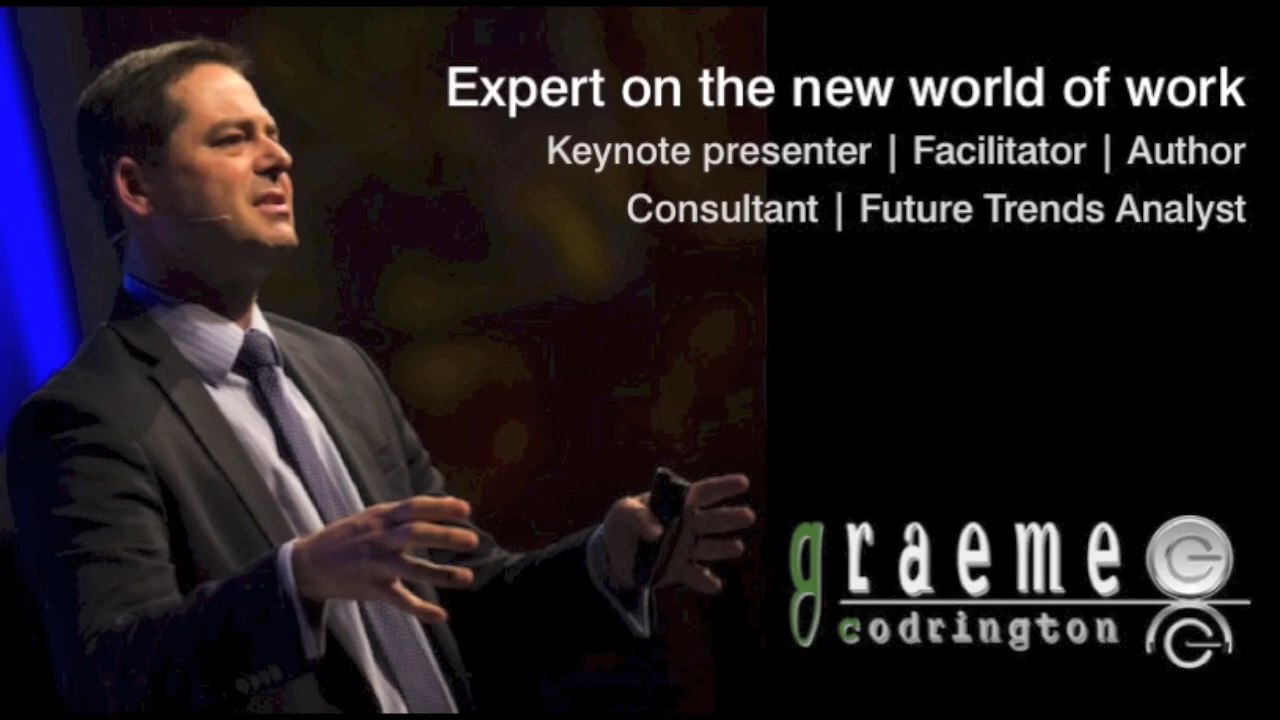 Expert on the new world of work
Keynote presenter | Facilitator | Author
Consultant | Future Trends Analyst
graeme
codrington